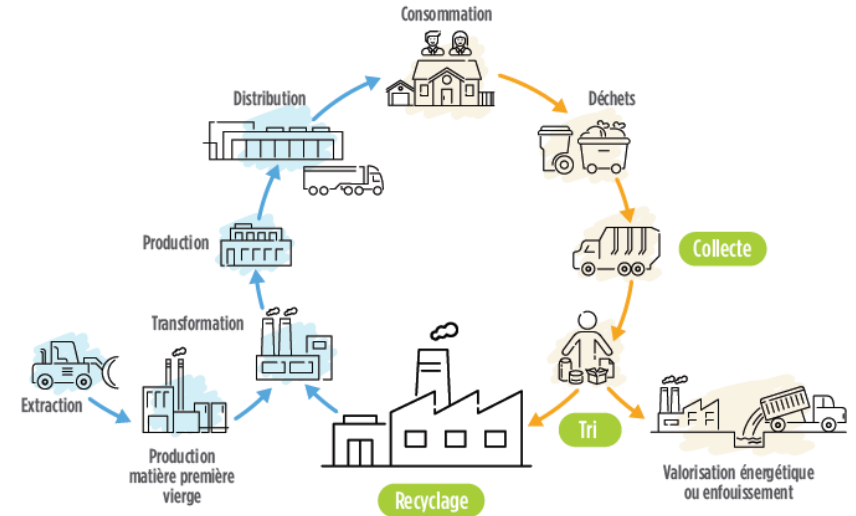 Consommation
Distribution
Déchets
Production
Collecte
Transformation
Extraction
Tri
Production
matière première
vierge
Recyclage
Valorisation énergétique
ou enfouissement